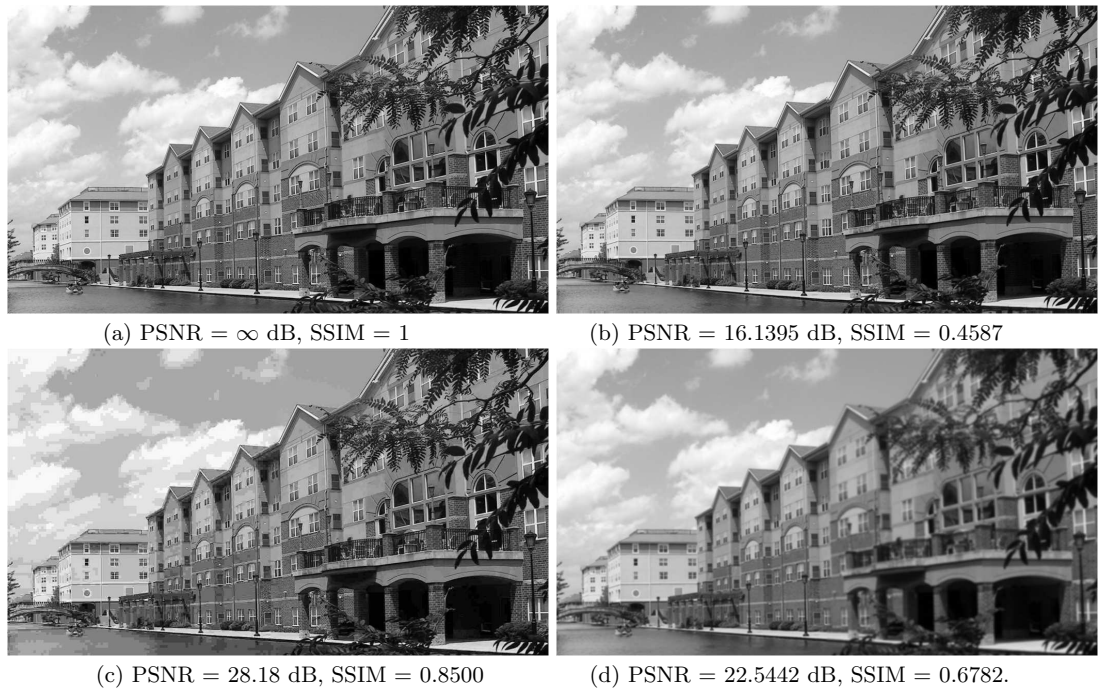 (a) PSNR = ∞ dB, SSIM = 1
(b) PSNR = 16.1395 dB, SSIM = 0.4587
(c) PSNR = 28.18 dB, SSIM = 0.8500
(d) PSNR = 22.5442 dB, SSIM = 0.6782.